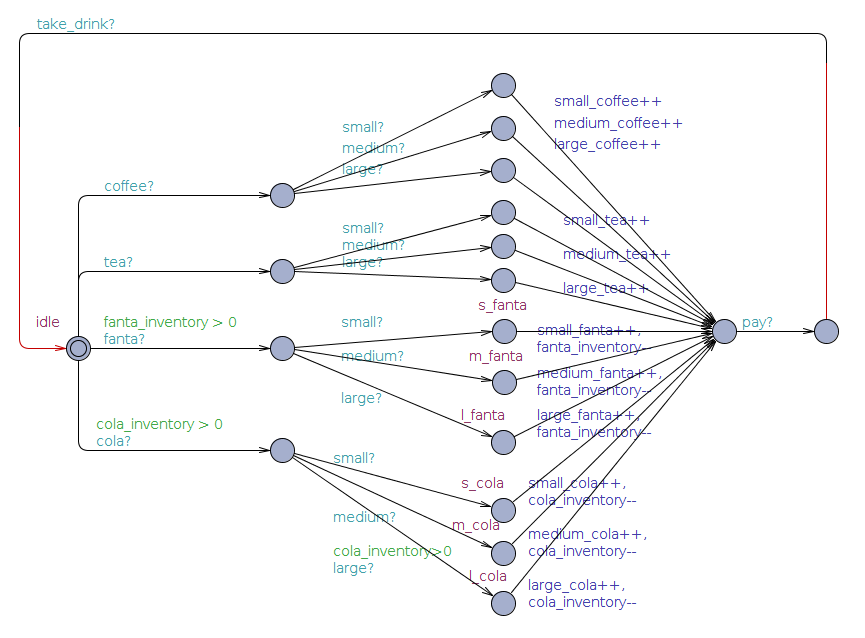 take_drink?
small_coffee++
medium_coffee++
large_coffee++
small?
medium?
large?
coffee?
small_tea++
medium_tea++
large_tea++
small?
medium?
large?
tea?
s_fanta
idle
fanta_inventory > 0
fanta?
small?
small_fanta++,
fanta_inventory--
pay?
m_fanta
medium?
medium_fanta++,
fanta_inventory--
large?
l_fanta
large_fanta++,
fanta_inventory--
cola_inventory > 0
cola?
small?
s_cola
small_cola++,
cola_inventory--
medium?
m_cola
medium_cola++,
cola_inventory--
cola_inventory>0
large?
l_cola
large_cola++,
cola_inventory--